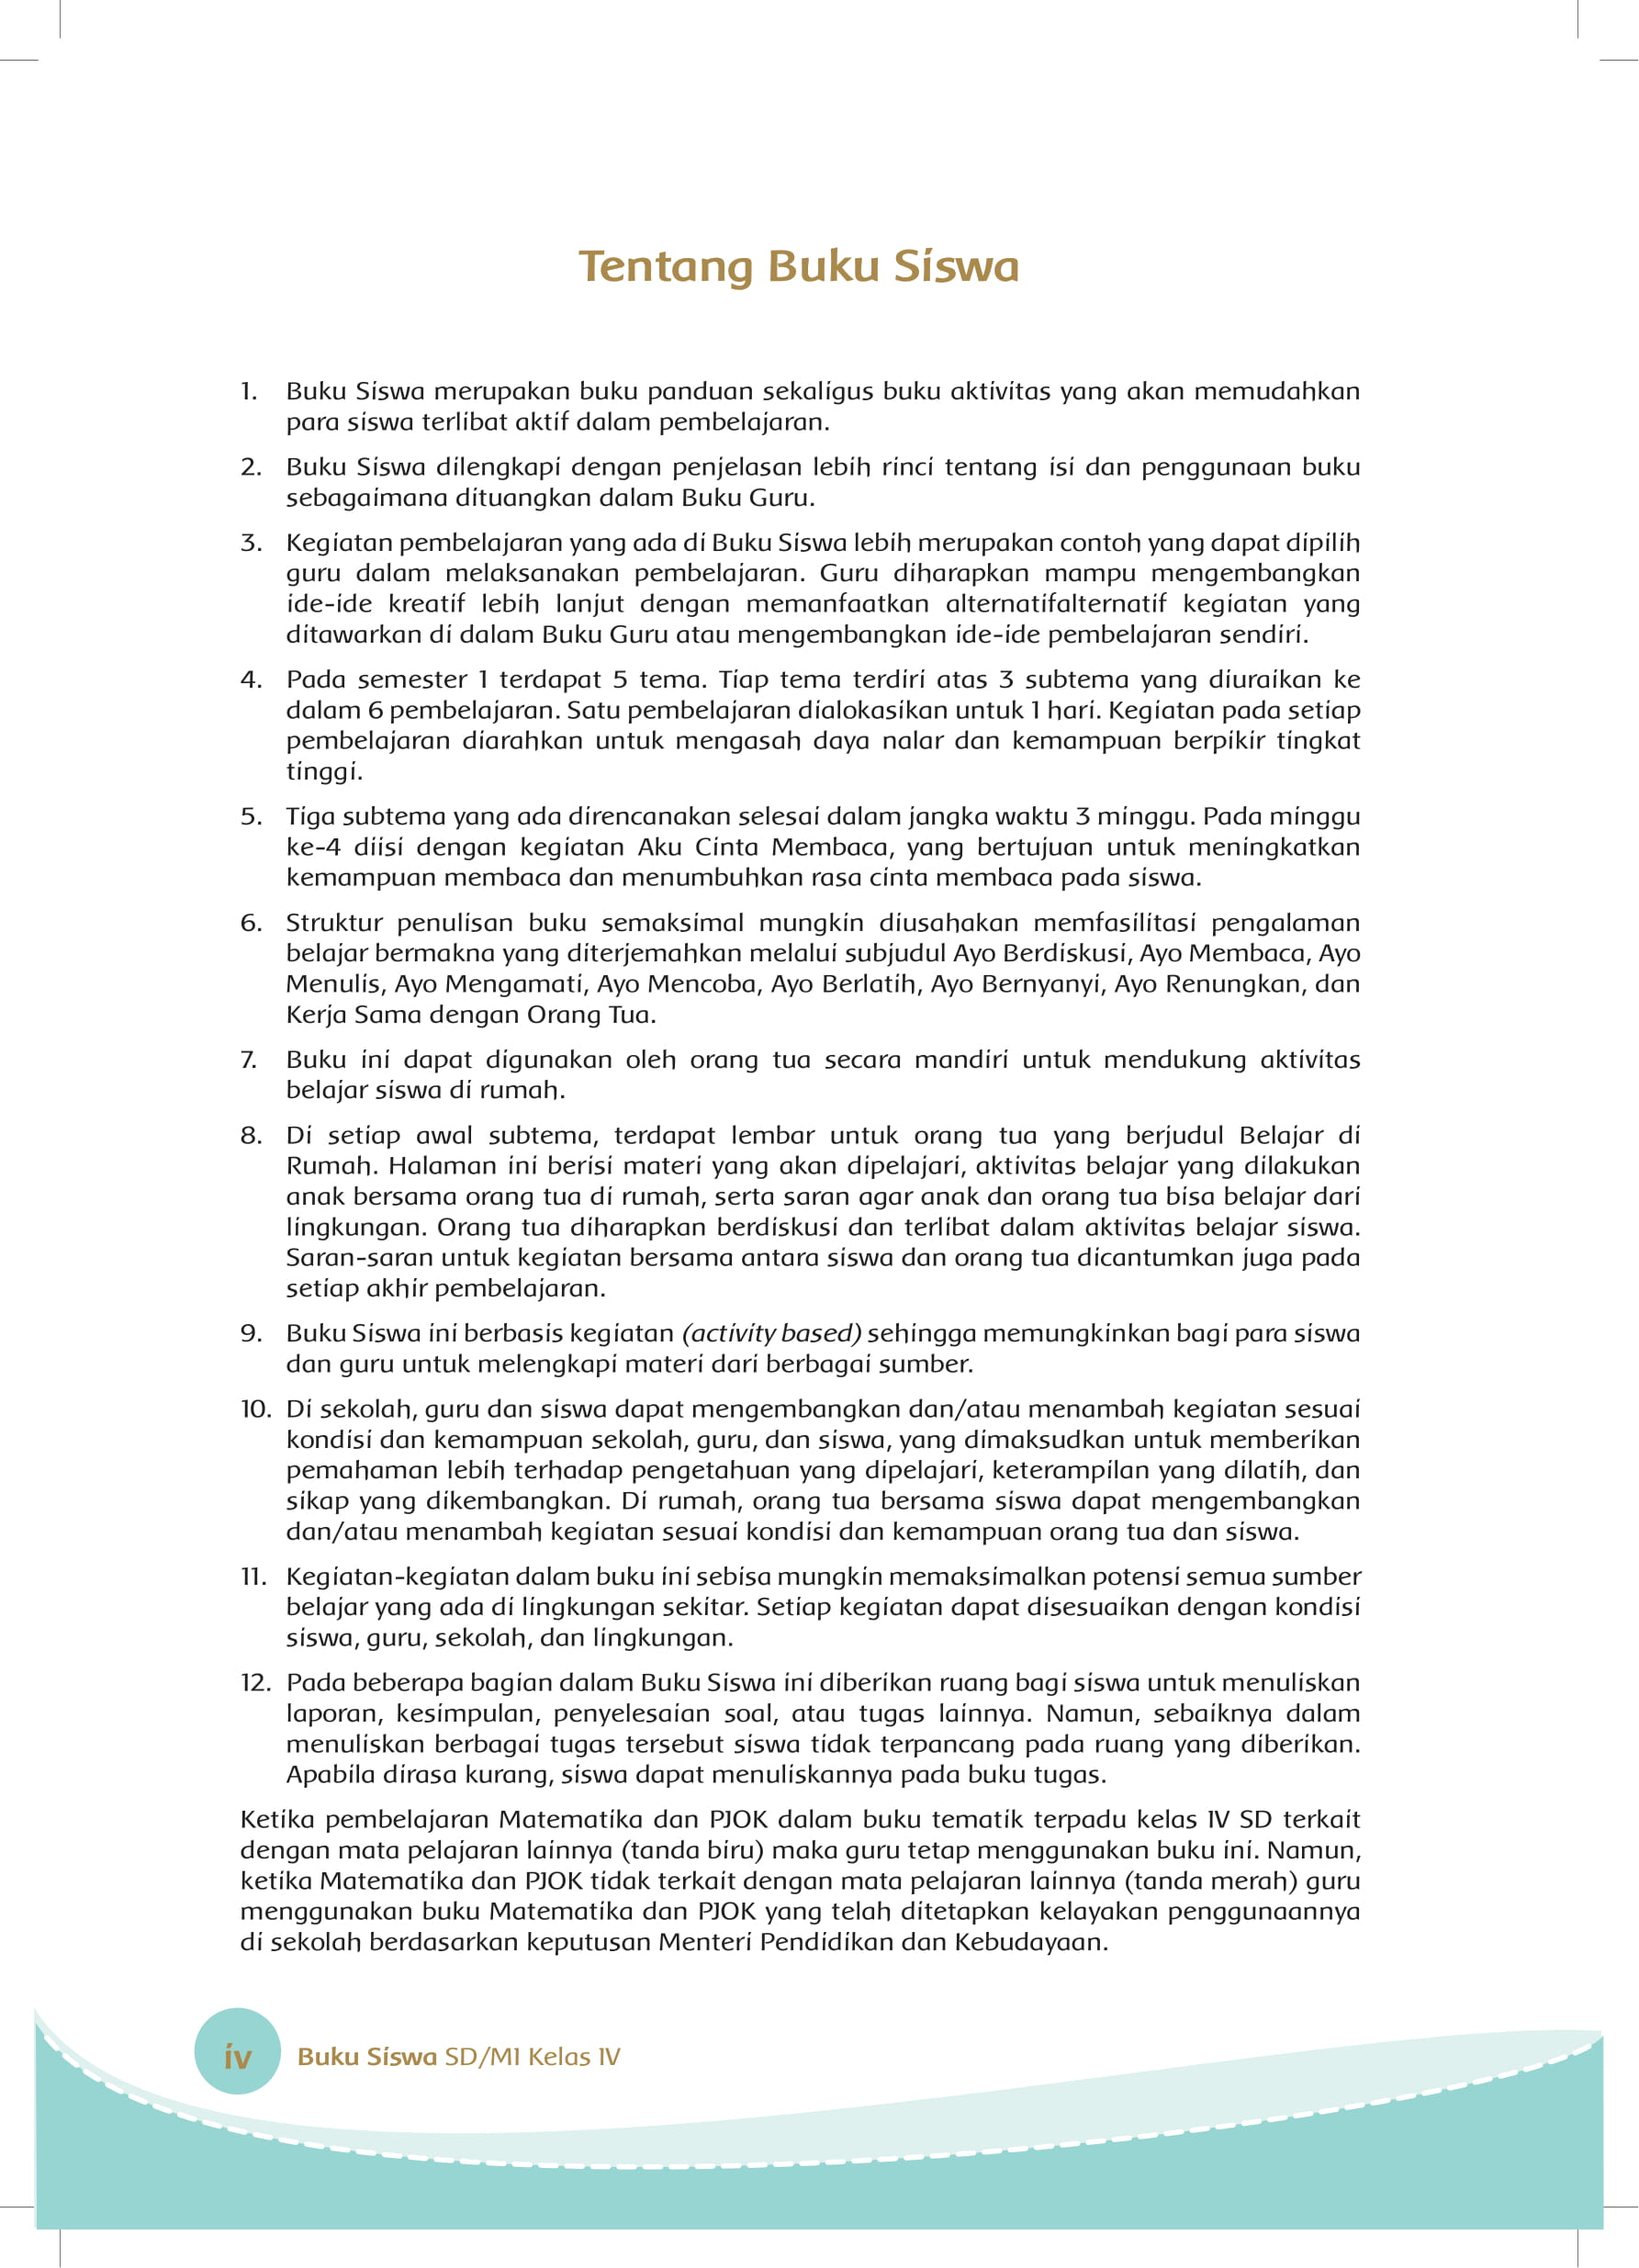 Tentang Buku Siswa
1. Buku Siswa merupakan buku panduan sekaligus buku aktivitas yang akan memudahkan
para siswa terlibat aktif dalam pembelajaran.
2. Buku Siswa dilengkapi dengan penjelasan lebih rinci tentang isi dan penggunaan buku
sebagaimana dituangkan dalam Buku Guru.
3. Kegiatan pembelajaran yang ada di Buku Siswa lebih merupakan contoh yang dapat dipilih
guru dalam melaksanakan pembelajaran. Guru diharapkan mampu mengembangkan
ide-ide kreatif lebih lanjut dengan memanfaatkan alternatifalternatif kegiatan yang
ditawarkan di dalam Buku Guru atau mengembangkan ide-ide pembelajaran sendiri.
4. Pada semester 1 terdapat 5 tema. Tiap tema terdiri atas 3 subtema yang diuraikan ke
dalam 6 pembelajaran. Satu pembelajaran dialokasikan untuk 1 hari. Kegiatan pada setiap
pembelajaran diarahkan untuk mengasah daya nalar dan kemampuan berpikir tingkat
tinggi.
5. Tiga subtema yang ada direncanakan selesai dalam jangka waktu 3 minggu. Pada minggu
ke-4 diisi dengan kegiatan Aku Cinta Membaca, yang bertujuan untuk meningkatkan
kemampuan membaca dan menumbuhkan rasa cinta membaca pada siswa.
6. Struktur penulisan buku semaksimal mungkin diusahakan memfasilitasi pengalaman
belajar bermakna yang diterjemahkan melalui subjudul Ayo Berdiskusi, Ayo Membaca, Ayo
Menulis, Ayo Mengamati, Ayo Mencoba, Ayo Berlatih, Ayo Bernyanyi, Ayo Renungkan, dan
Kerja Sama dengan Orang Tua.
7. Buku ini dapat digunakan oleh orang tua secara mandiri untuk mendukung aktivitas
belajar siswa di rumah.
8. Di setiap awal subtema, terdapat lembar untuk orang tua yang berjudul Belajar di
Rumah. Halaman ini berisi materi yang akan dipelajari, aktivitas belajar yang dilakukan
anak bersama orang tua di rumah, serta saran agar anak dan orang tua bisa belajar dari
lingkungan. Orang tua diharapkan berdiskusi dan terlibat dalam aktivitas belajar siswa.
Saran-saran untuk kegiatan bersama antara siswa dan orang tua dicantumkan juga pada
setiap akhir pembelajaran.
9. Buku Siswa ini berbasis kegiatan (activity based) sehingga memungkinkan bagi para siswa
dan guru untuk melengkapi materi dari berbagai sumber.
10. Di sekolah, guru dan siswa dapat mengembangkan dan/atau menambah kegiatan sesuai
kondisi dan kemampuan sekolah, guru, dan siswa, yang dimaksudkan untuk memberikan
pemahaman lebih terhadap pengetahuan yang dipelajari, keterampilan yang dilatih, dan
sikap yang dikembangkan. Di rumah, orang tua bersama siswa dapat mengembangkan
dan/atau menambah kegiatan sesuai kondisi dan kemampuan orang tua dan siswa.
11. Kegiatan-kegiatan dalam buku ini sebisa mungkin memaksimalkan potensi semua sumber
belajar yang ada di lingkungan sekitar. Setiap kegiatan dapat disesuaikan dengan kondisi
siswa, guru, sekolah, dan lingkungan.
12. Pada beberapa bagian dalam Buku Siswa ini diberikan ruang bagi siswa untuk menuliskan
laporan, kesimpulan, penyelesaian soal, atau tugas lainnya. Namun, sebaiknya dalam
menuliskan berbagai tugas tersebut siswa tidak terpancang pada ruang yang diberikan.
Apabila dirasa kurang, siswa dapat menuliskannya pada buku tugas.
Ketika pembelajaran Matematika dan PJOK dalam buku tematik terpadu kelas IV SD terkait
dengan mata pelajaran lainnya (tanda biru) maka guru tetap menggunakan buku ini. Namun,
ketika Matematika dan PJOK tidak terkait dengan mata pelajaran lainnya (tanda merah) guru
menggunakan buku Matematika dan PJOK yang telah ditetapkan kelayakan penggunaannya
di sekolah berdasarkan keputusan Menteri Pendidikan dan Kebudayaan.
iv Buku Siswa SD/MI Kelas IV